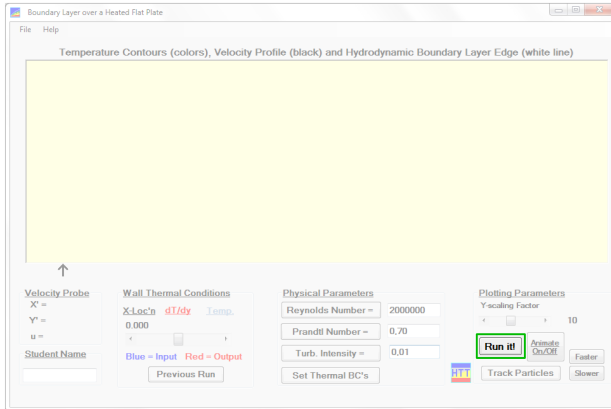 Boundary Layer over a Heated Flat Plate
File Help
Temperature Contours (colors), Velocity Profile (black) and Hydrodynamic Boundary Layer Edge (white line)
Velocity Probe
X' =
Y' =
u =
Student Name
Wall Thermal Conditions
X-Loc'n dT/dy Temp.
0.000
Blue = Input Red = Output
Previous Run
Physical Parameters
Reynolds Number = 2000000
Prandtl Number = 0,70
Turb. Intensity = 0,01
Set Thermal BC's
Plotting Parameters
Y-scaling Factor
10
Run it! Animate On/Off Faster
HTT Track Particles Slower